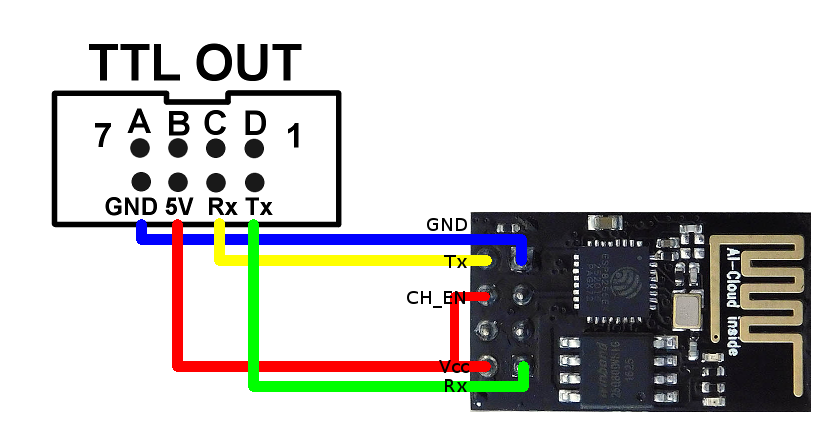 TTL OUT
7 A B C D 1
GND 5V Rx Tx
GND
Tx
CH_EN
Vcc
Rx
AI-Cloud inside